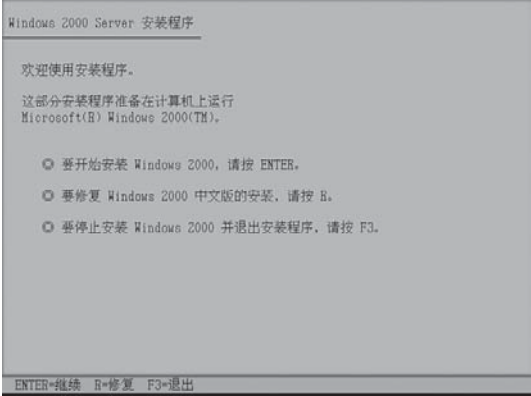 Windows 2000 Server 安装程序
欢迎使用安装程序。
这部分安装程序准备在计算机上运行
Microsoft(R) Windows 2000(TM)。
◎ 要开始安装 Windows 2000, 请按 ENTER。
◎ 要修复 Windows 2000 中文版的安装, 请按 R。
◎ 要停止安装 Windows 2000 并退出安装程序, 请按 F3。
ENTER=继续 R=修复 F3=退出